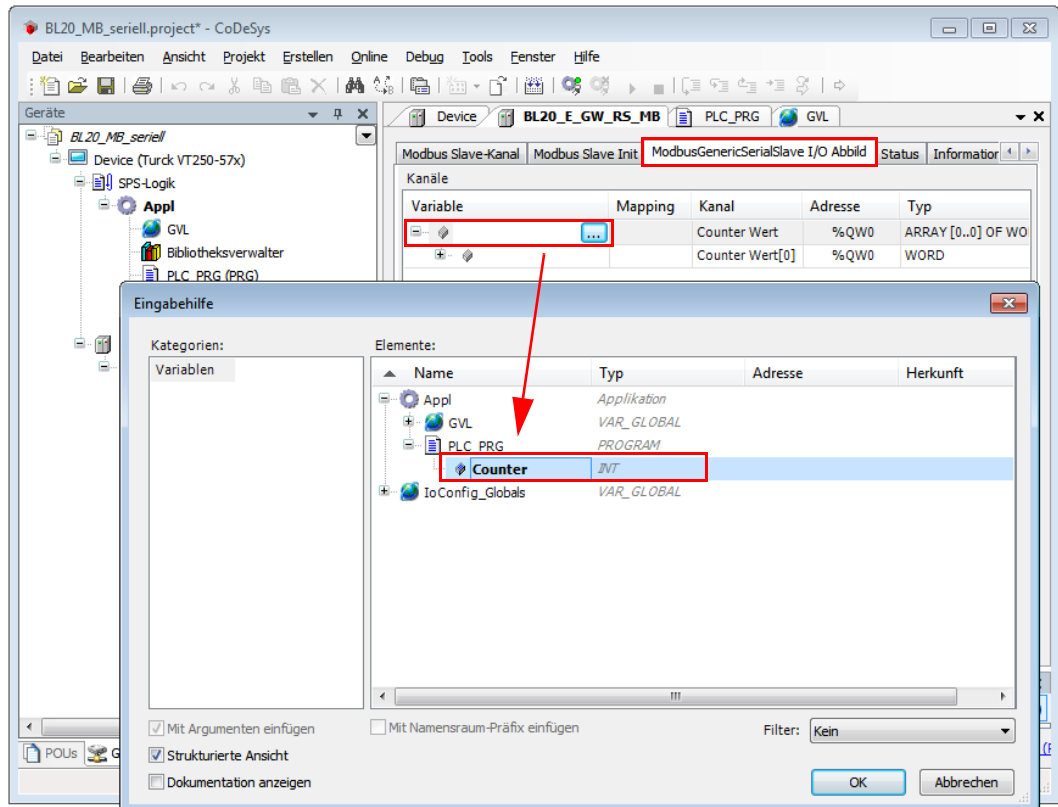 BL20_MB_seriell.project* - CoDeSys
Datei Bearbeiten Ansicht Projekt Erstellen Online Debug Tools Fenster Hilfe
Geräte
BL20_MB_seriell
Device (Turck VT250-57x)
SPS-Logik
Appl
GVL
Bibliotheksverwalter
PLC_PRG (PRG)
Device BL20_E_GW_RS_MB PLC_PRG GVL
Modbus Slave-Kanal Modbus Slave Init ModbusGenericSerialSlave I/O Abbild Status Information
Kanäle
Variable Mapping Kanal Adresse Typ
... Counter Wert %QW0 ARRAY [0..0] OF WO
Counter Wert[0] %QW0 WORD
Eingabehilfe
Kategorien:
Variablen
Elemente:
Name Typ Adresse Herkunft
Appl Applikation
GVL VAR_GLOBAL
PLC_PRG PROGRAM
Counter INT
IoConfig_Globals VAR_GLOBAL
Mit Argumenten einfügen
Mit Namensraum-Präfix einfügen
Filter: Kein
Strukturierte Ansicht
Dokumentation anzeigen
OK Abbrechen
POUs G